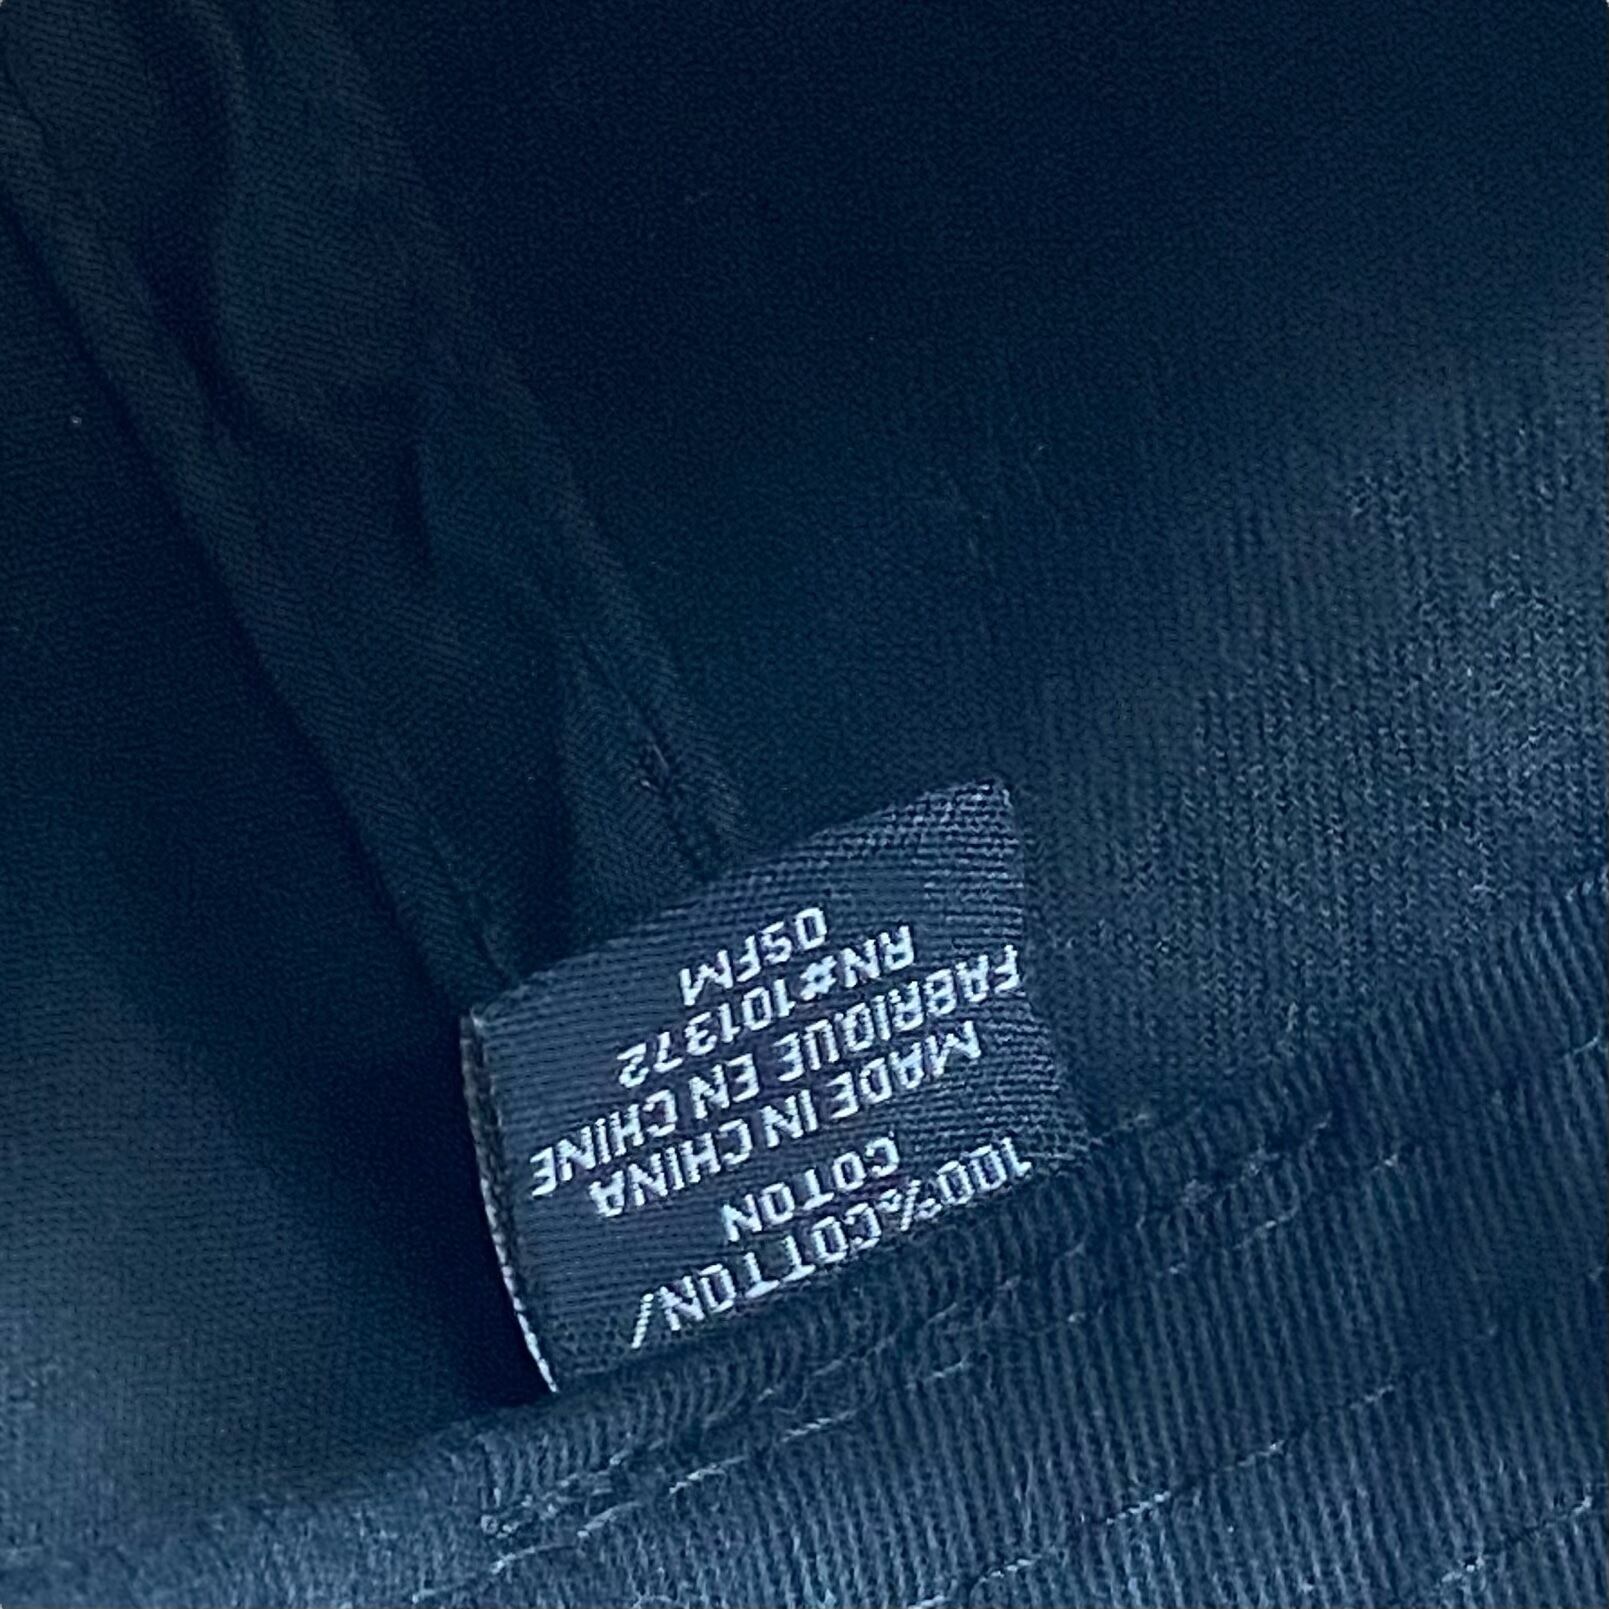 100%COTTON/
COTON
MADE IN CHINA
FABRIQUE EN CHINE
RN#101372
OSFM